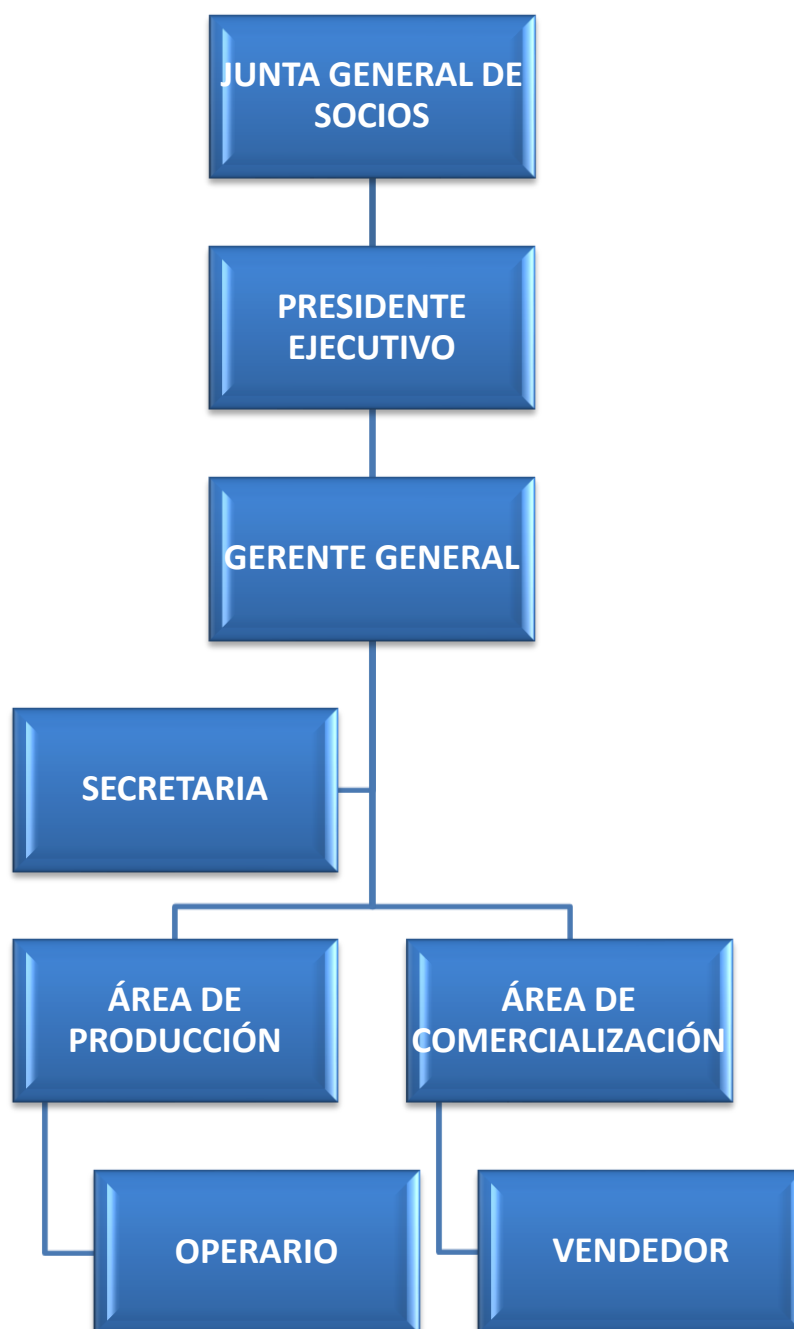 JUNTA GENERAL DE
SOCIOS
PRESIDENTE
EJECUTIVO
GERENTE GENERAL
SECRETARIA
ÁREA DE
PRODUCCIÓN
ÁREA DE
COMERCIALIZACIÓN
OPERARIO
VENDEDOR